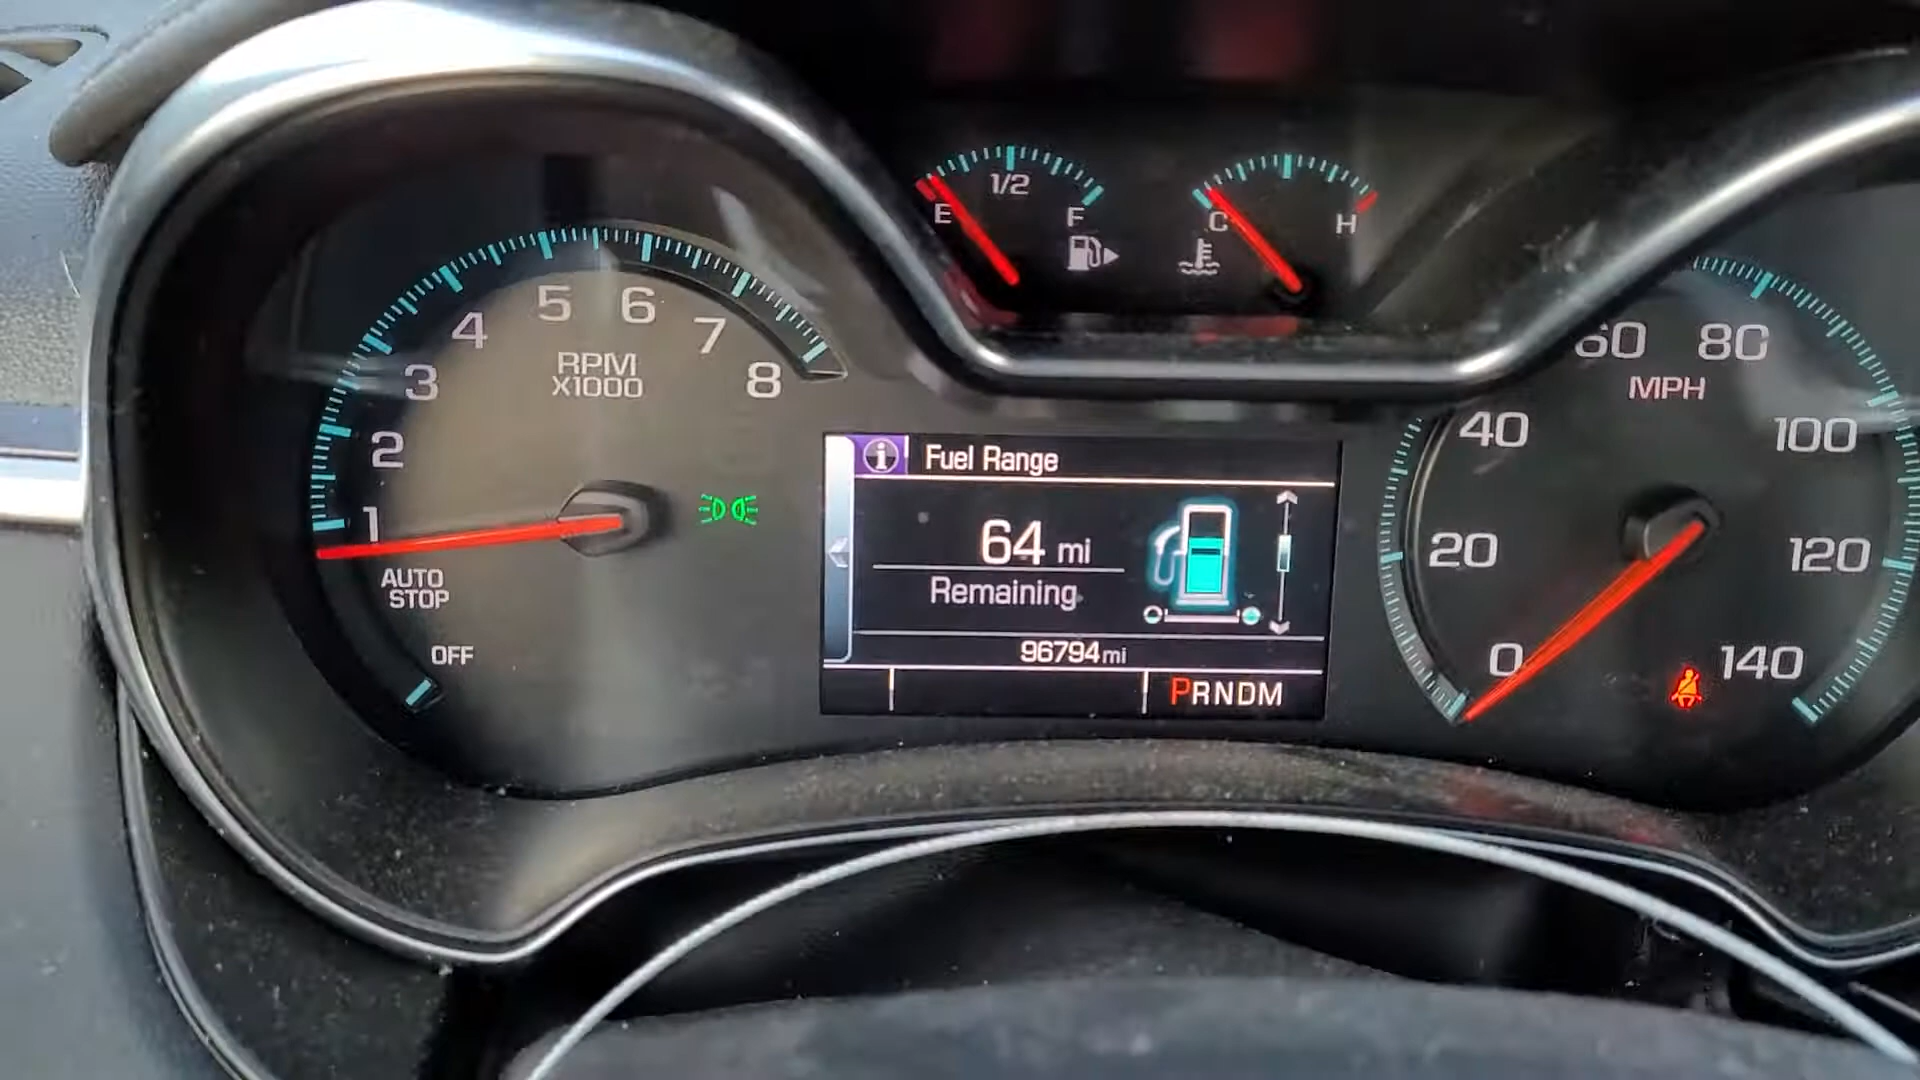 1/2
E
F
C
H
5
6
4
7
3
8
RPM
X1000
2
1
AUTO
STOP
OFF
i Fuel Range
64 mi
Remaining
96794 mi
PRNDM
60
80
MPH
40
100
20
120
0
140